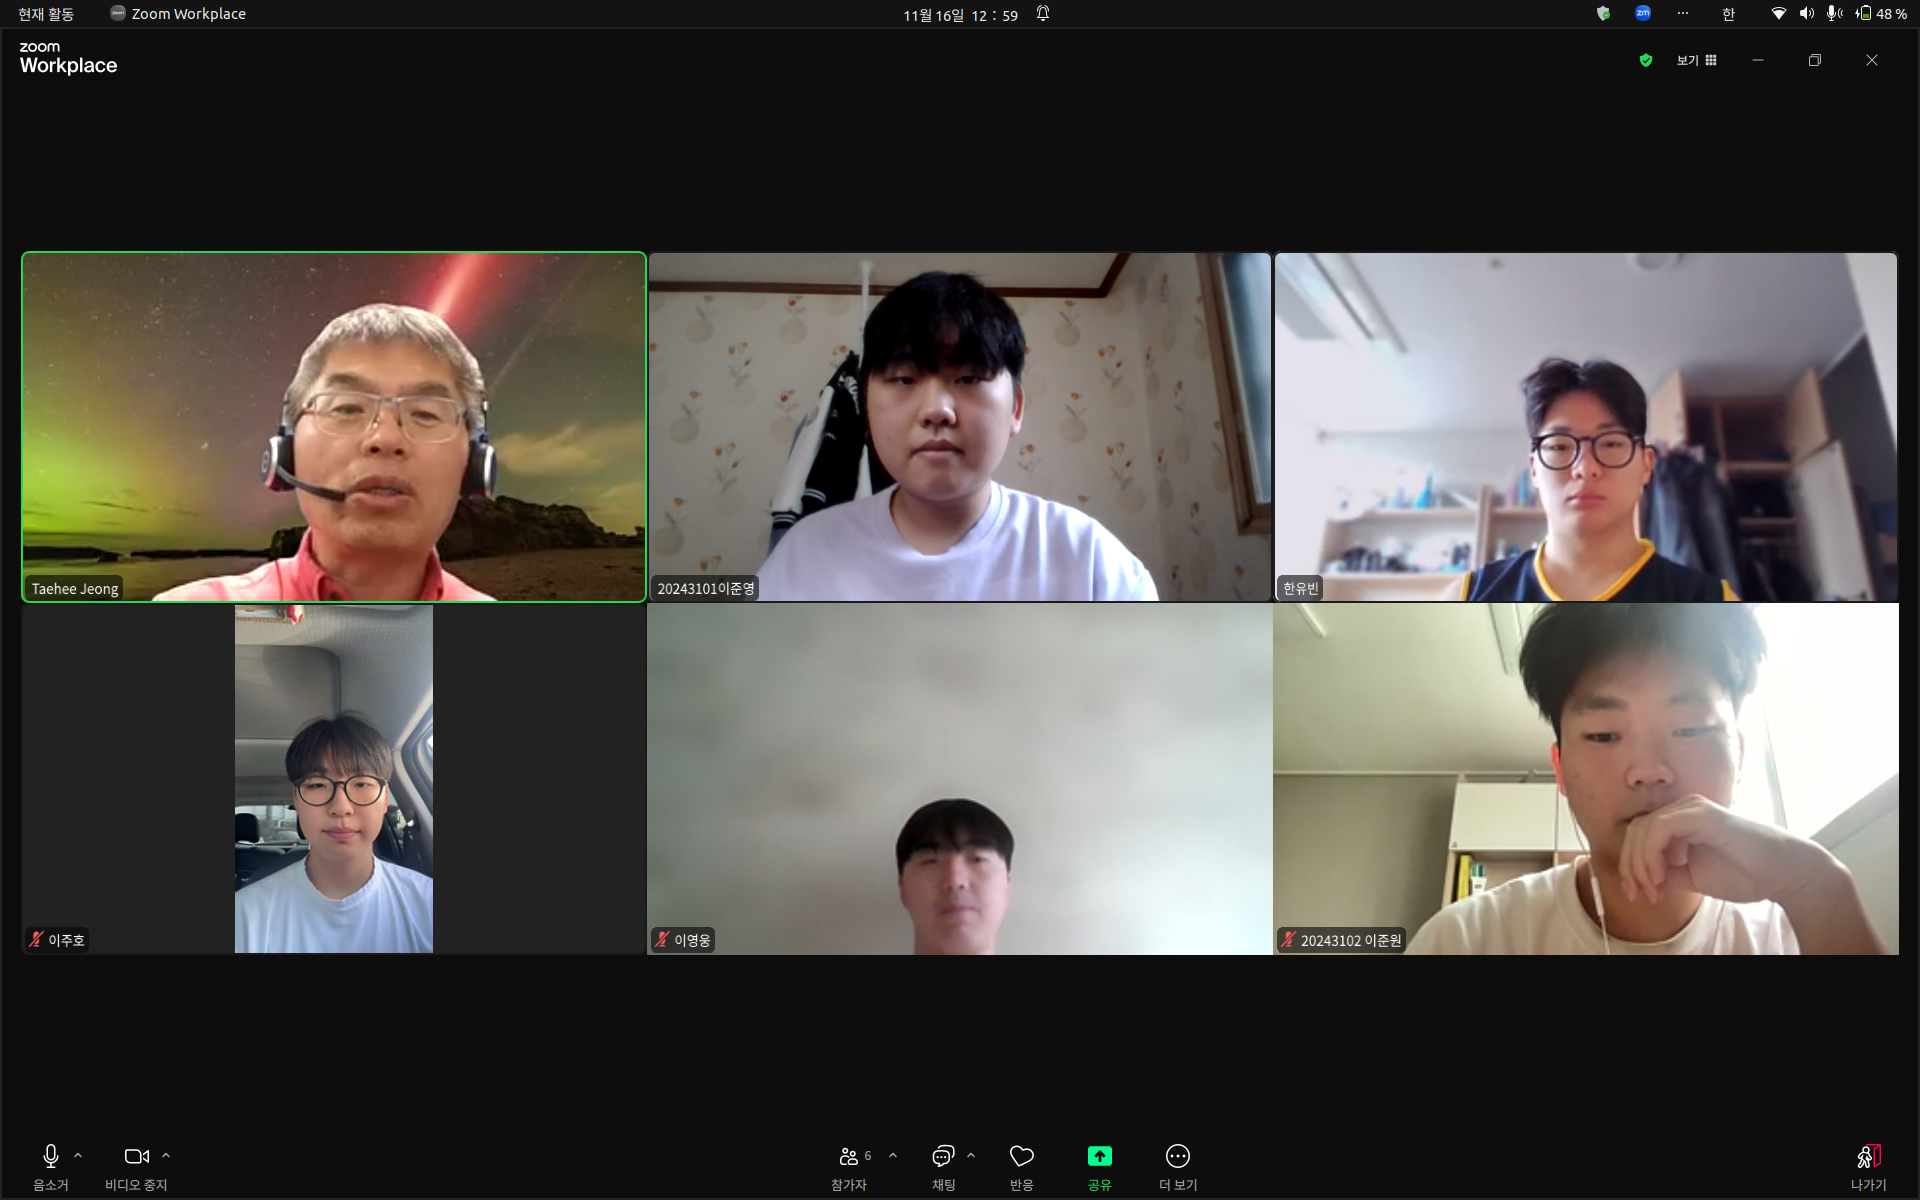 현재 활동
Zoom Workplace
11월 16일 12 : 59
zm
한
48 %
zoom
Workplace
보기
Taehee Jeong
20243101이준영
한유빈
이주호
이영웅
20243102 이준원
음소거
비디오 중지
6
참가자
채팅
반응
공유
더 보기
나가기